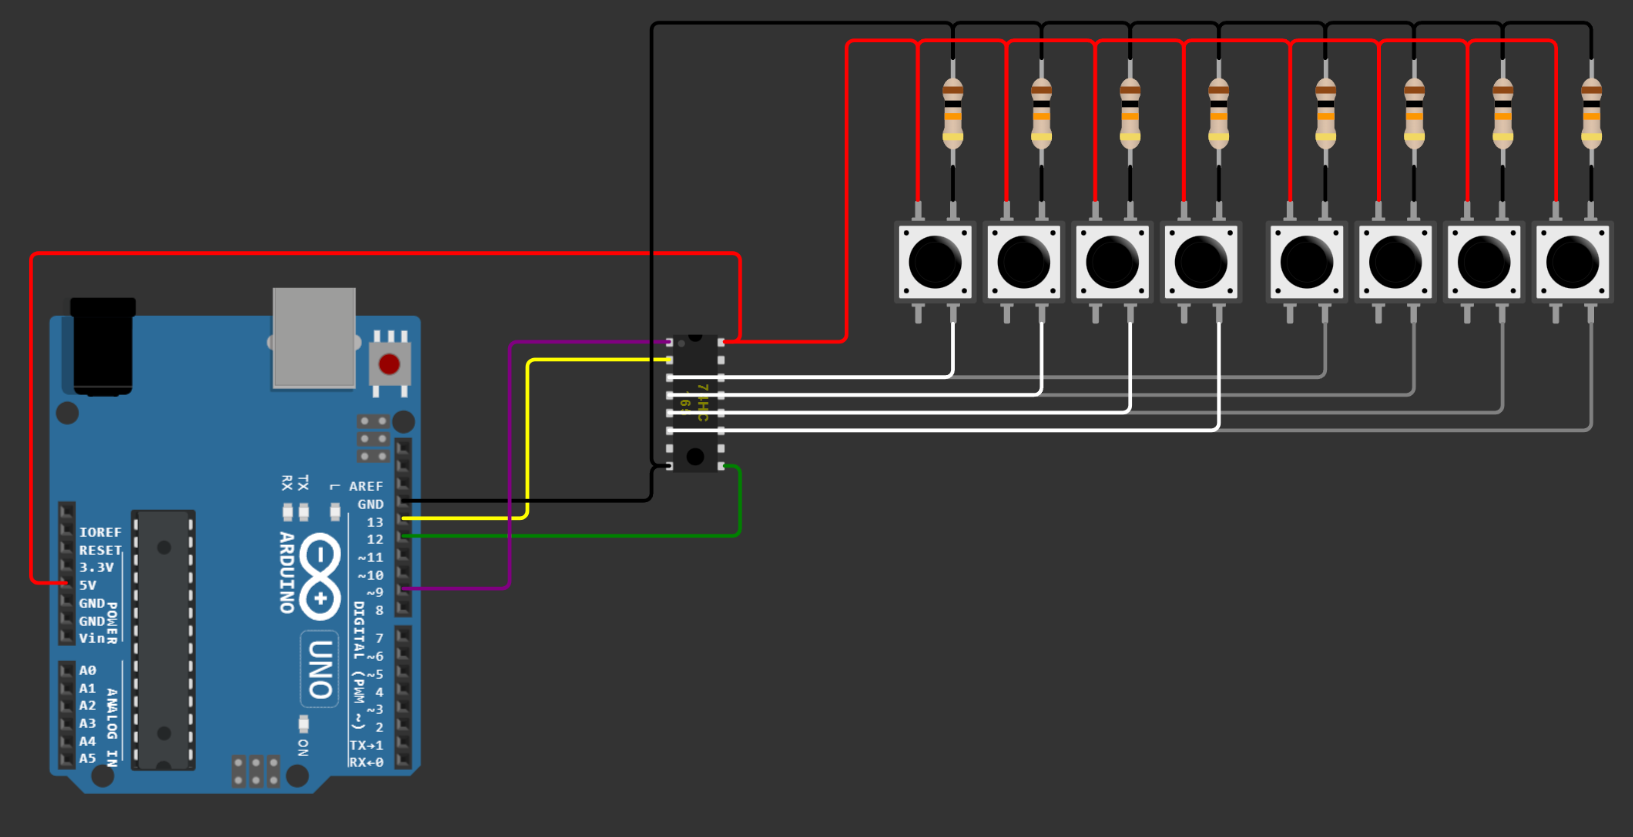 74HC
165
AREF
GND
13
12
~11
~10
~9
8
7
~6
~5
4
~3
2
TX→1
RX←0
RX
TX
L
ARDUINO
UNO
ON
DIGITAL (PWM ~)
IOREF
RESET
3.3V
5V
GND
GND
Vin
POWER
A0
A1
A2
A3
A4
A5
ANALOG IN